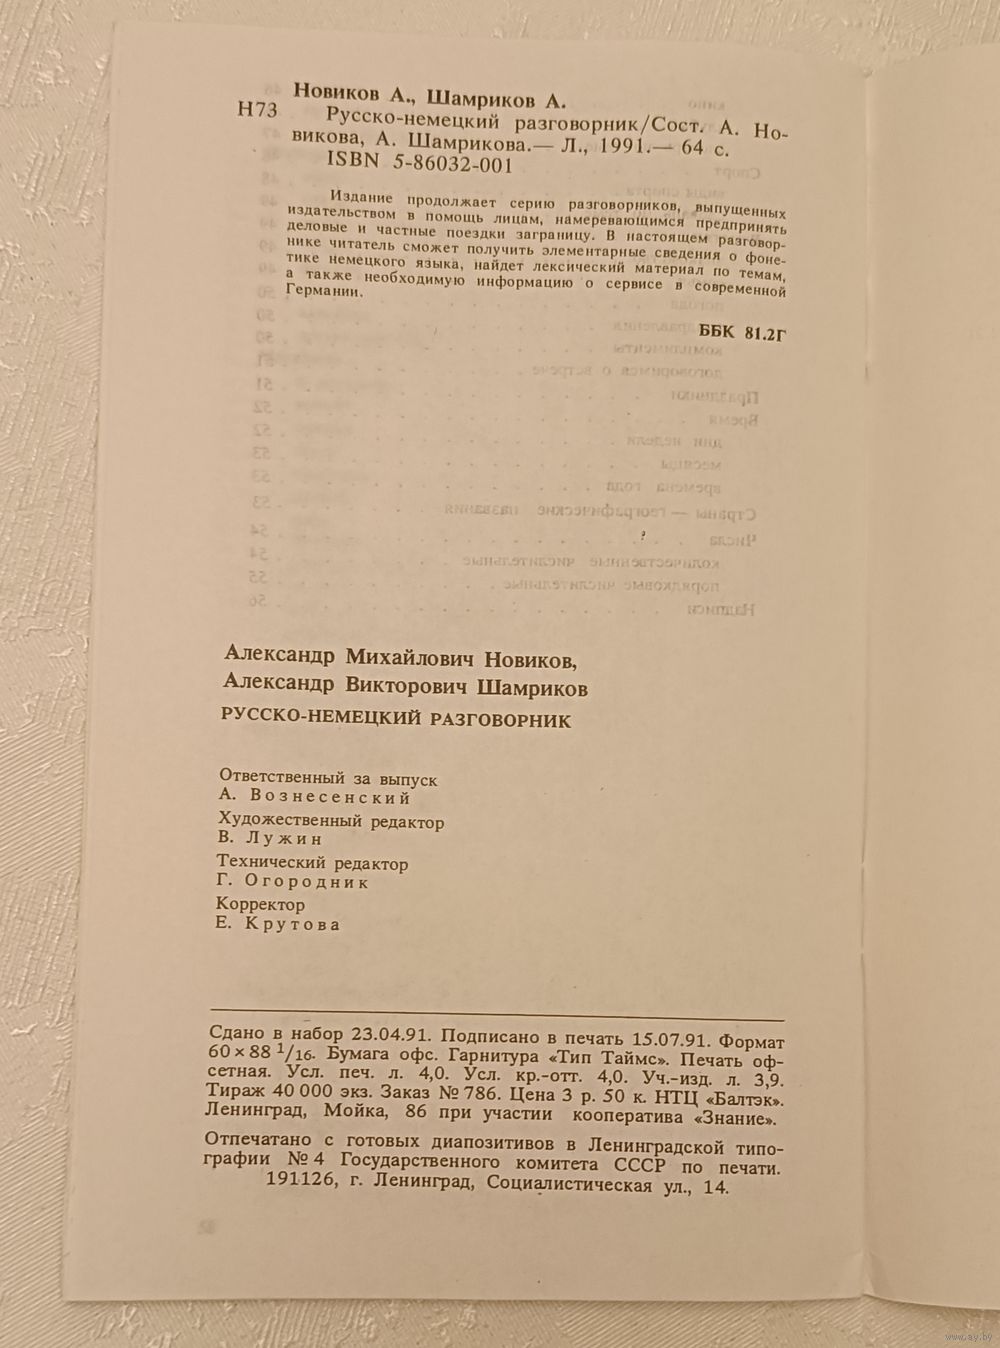 Новиков А., Шамриков А.
Н73 Русско-немецкий разговорник/Сост. А. Но-
викова, А. Шамрикова.— Л., 1991.— 64 с.
ISBN 5-86032-001
Издание продолжает серию разговорников, выпущенных
издательством в помощь лицам, намеревающимся предпринять
деловые и частные поездки заграницу. В настоящем разговор-
нике читатель сможет получить элементарные сведения о фоне-
тике немецкого языка, найдет лексический материал по темам,
а также необходимую информацию о сервисе в современной
Германии.
ББК 81.2Г
Александр Михайлович Новиков,
Александр Викторович Шамриков
РУССКО-НЕМЕЦКИЙ РАЗГОВОРНИК
Ответственный за выпуск
А. Вознесенский
Художественный редактор
В. Лужин
Технический редактор
Г. Огородник
Корректор
Е. Крутова
Сдано в набор 23.04.91. Подписано в печать 15.07.91. Формат
60×88 1/16. Бумага офс. Гарнитура «Тип Таймс». Печать оф-
сетная. Усл. печ. л. 4,0. Усл. кр.-отт. 4,0. Уч.-изд. л. 3,9.
Тираж 40 000 экз. Заказ № 786. Цена 3 р. 50 к. НТЦ «Балтэк».
Ленинград, Мойка, 86 при участии кооператива «Знание».
Отпечатано с готовых диапозитивов в Ленинградской типо-
графии № 4 Государственного комитета СССР по печати.
191126, г. Ленинград, Социалистическая ул., 14.
www.ay.by